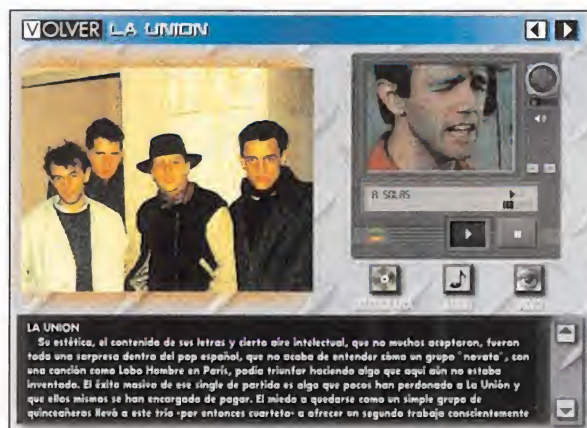 VOLVER LA UNION
A SOLAS
LA UNION
Su estética, el contenido de sus letras y cierto aire intelectual, que no muchos aceptaron, fueron
toda una sorpresa dentro del pop español, que no acaba de entender cómo un grupo "novato", con
una canción como Lobo Hombre en París, podía triunfar haciendo algo que aquí aún no estaba
inventado. El éxito masivo de ese single de partida es algo que pocos han perdonado a La Unión y
que ellos mismos se han encargado de pagar. El miedo a quedarse como un simple grupo de
quinceañeros llevó a este trío -por entonces cuarteto- a ofrecer un segundo trabajo conscientemente